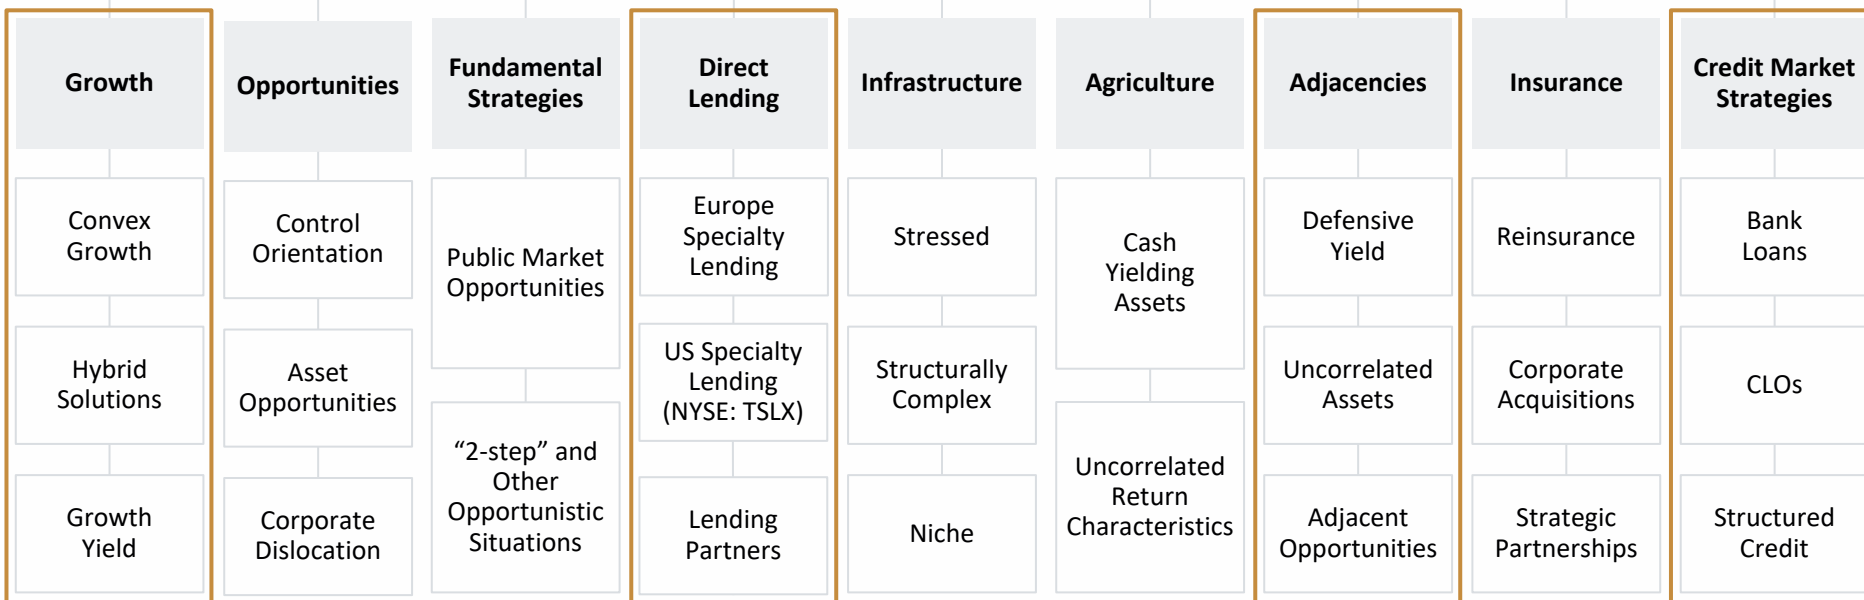 Growth
Convex
Growth
Hybrid
Solutions
Growth
Yield
Opportunities
Control
Orientation
Asset
Opportunities
Corporate
Dislocation
Fundamental
Strategies
Public Market
Opportunities
“2-step” and
Other
Opportunistic
Situations
Direct
Lending
Europe
Specialty
Lending
US Specialty
Lending
(NYSE: TSLX)
Lending
Partners
Infrastructure
Stressed
Structurally
Complex
Niche
Agriculture
Cash
Yielding
Assets
Uncorrelated
Return
Characteristics
Adjacencies
Defensive
Yield
Uncorrelated
Assets
Adjacent
Opportunities
Insurance
Reinsurance
Corporate
Acquisitions
Strategic
Partnerships
Credit Market
Strategies
Bank
Loans
CLOs
Structured
Credit